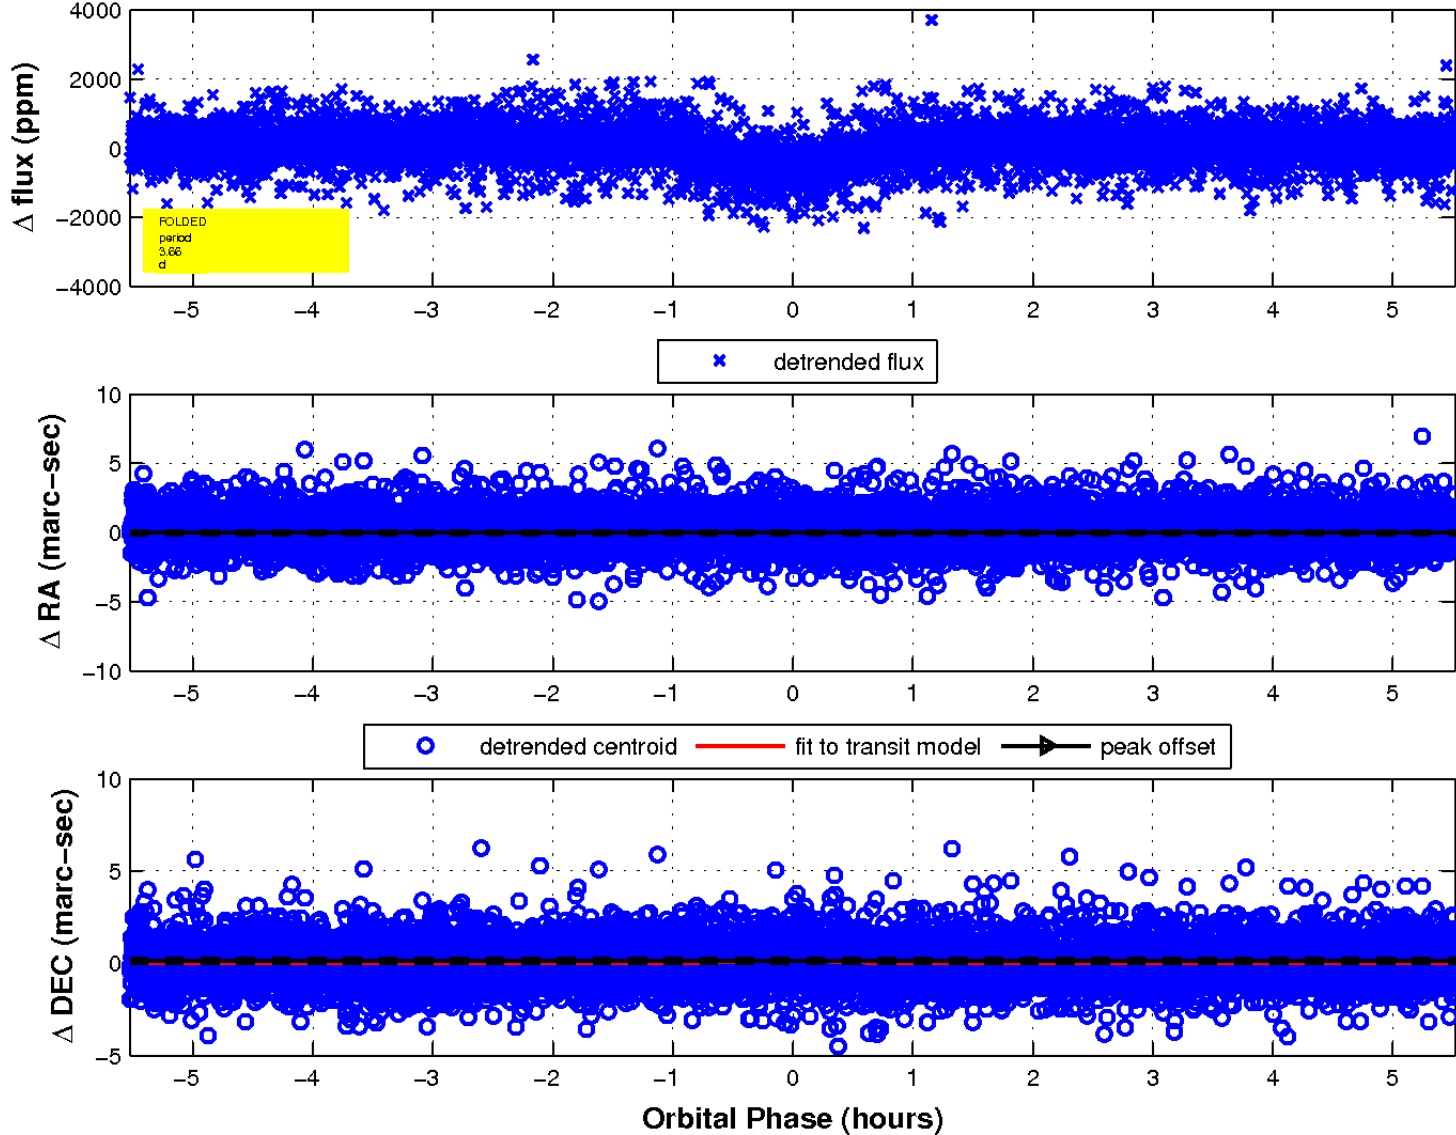 4000
2000
0
−2000
−4000
Δ flux (ppm)
FOLDED
period
3.66
d
−5 −4 −3 −2 −1 0 1 2 3 4 5
detrended flux
10
5
0
−5
−10
Δ RA (marc−sec)
−5 −4 −3 −2 −1 0 1 2 3 4 5
detrended centroid fit to transit model peak offset
10
5
0
−5
Δ DEC (marc−sec)
−5 −4 −3 −2 −1 0 1 2 3 4 5
Orbital Phase (hours)